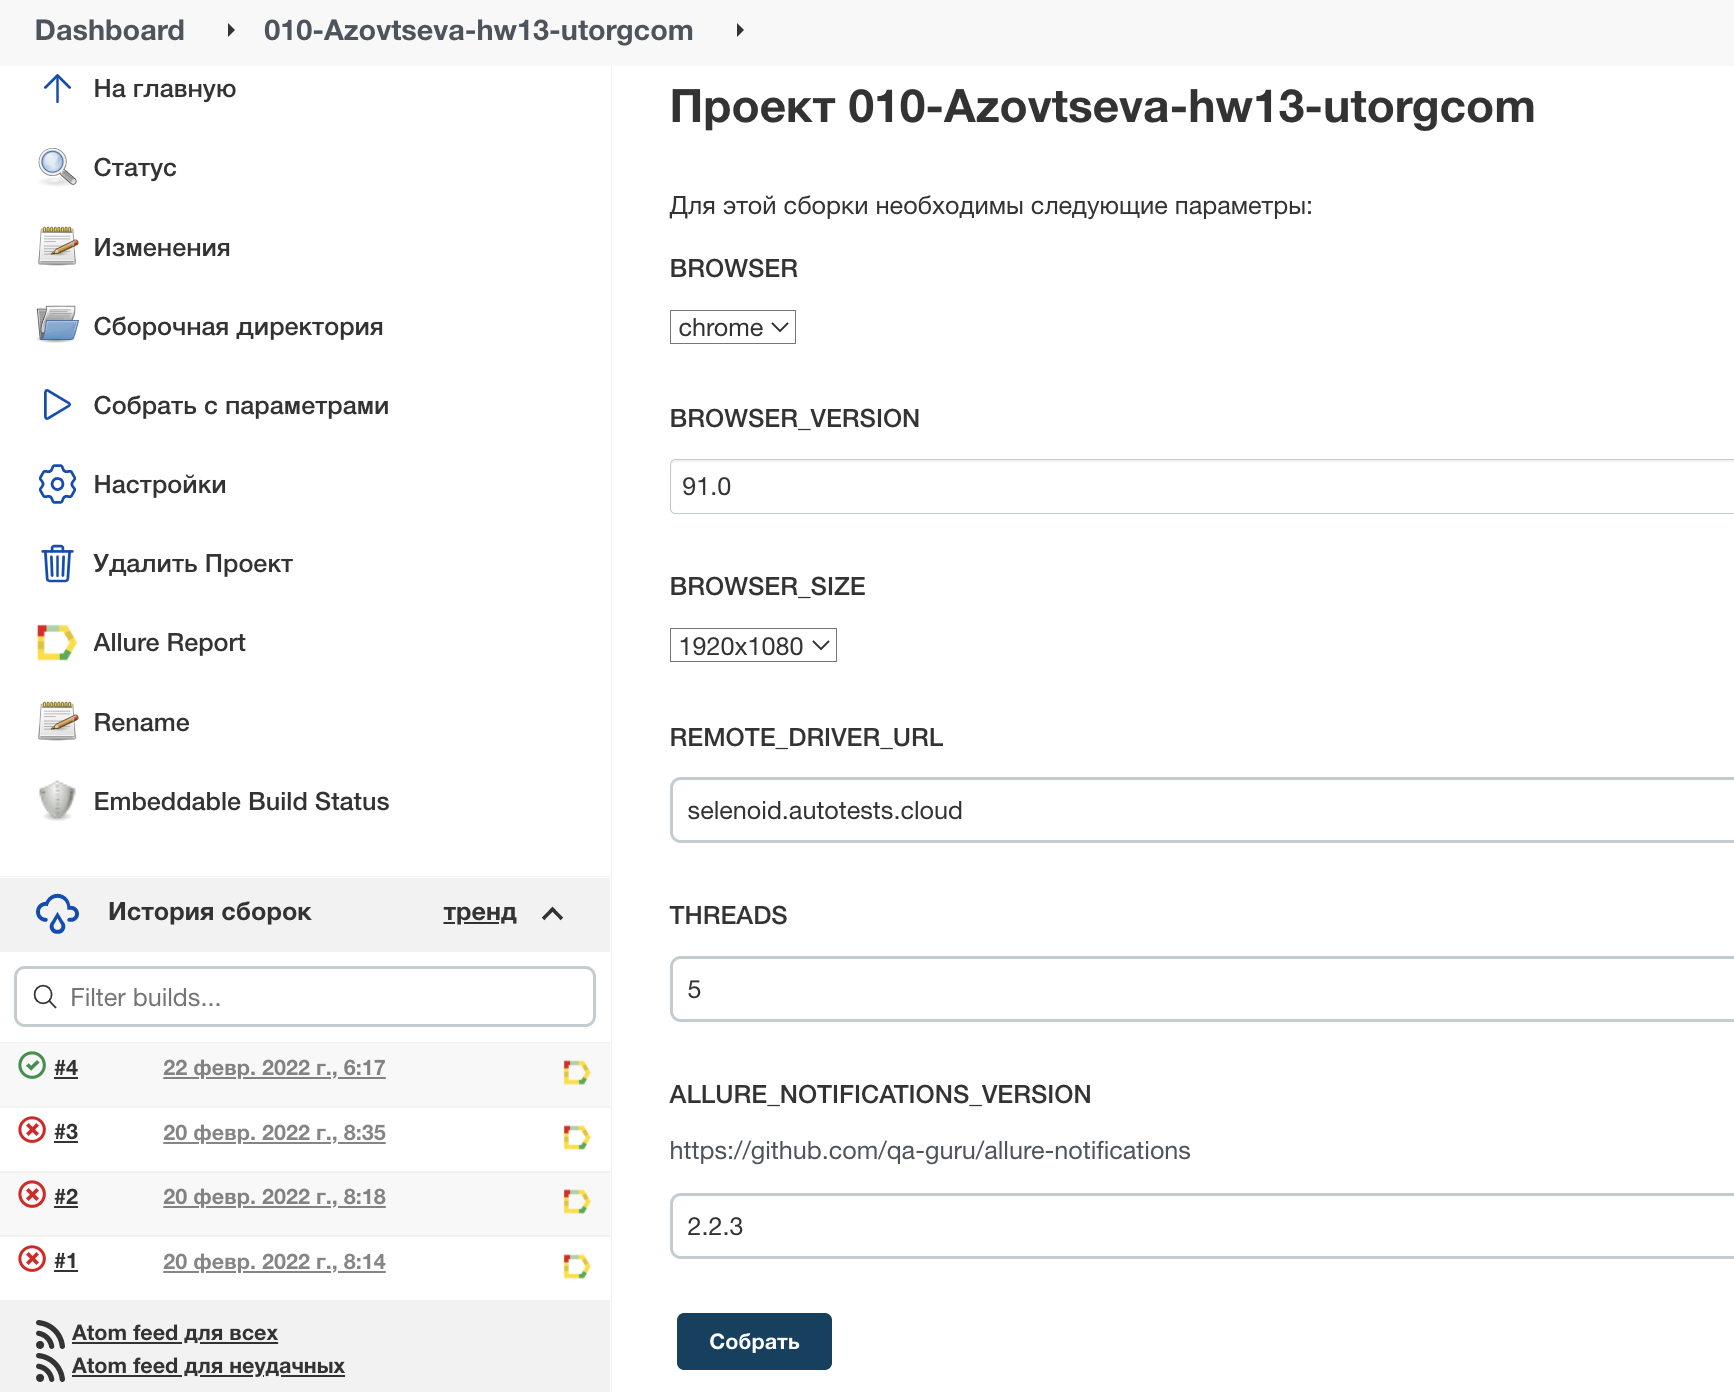 Dashboard
010-Azovtseva-hw13-utorgcom
На главную
Статус
Изменения
Сборочная директория
Собрать с параметрами
Настройки
Удалить Проект
Allure Report
Rename
Embeddable Build Status
История сборок
тренд
Filter builds...
#4 22 февр. 2022 г., 6:17
#3 20 февр. 2022 г., 8:35
#2 20 февр. 2022 г., 8:18
#1 20 февр. 2022 г., 8:14
Atom feed для всех
Atom feed для неудачных
Проект 010-Azovtseva-hw13-utorgcom
Для этой сборки необходимы следующие параметры:
BROWSER
chrome
BROWSER_VERSION
91.0
BROWSER_SIZE
1920x1080
REMOTE_DRIVER_URL
selenoid.autotests.cloud
THREADS
5
ALLURE_NOTIFICATIONS_VERSION
https://github.com/qa-guru/allure-notifications
2.2.3
Собрать